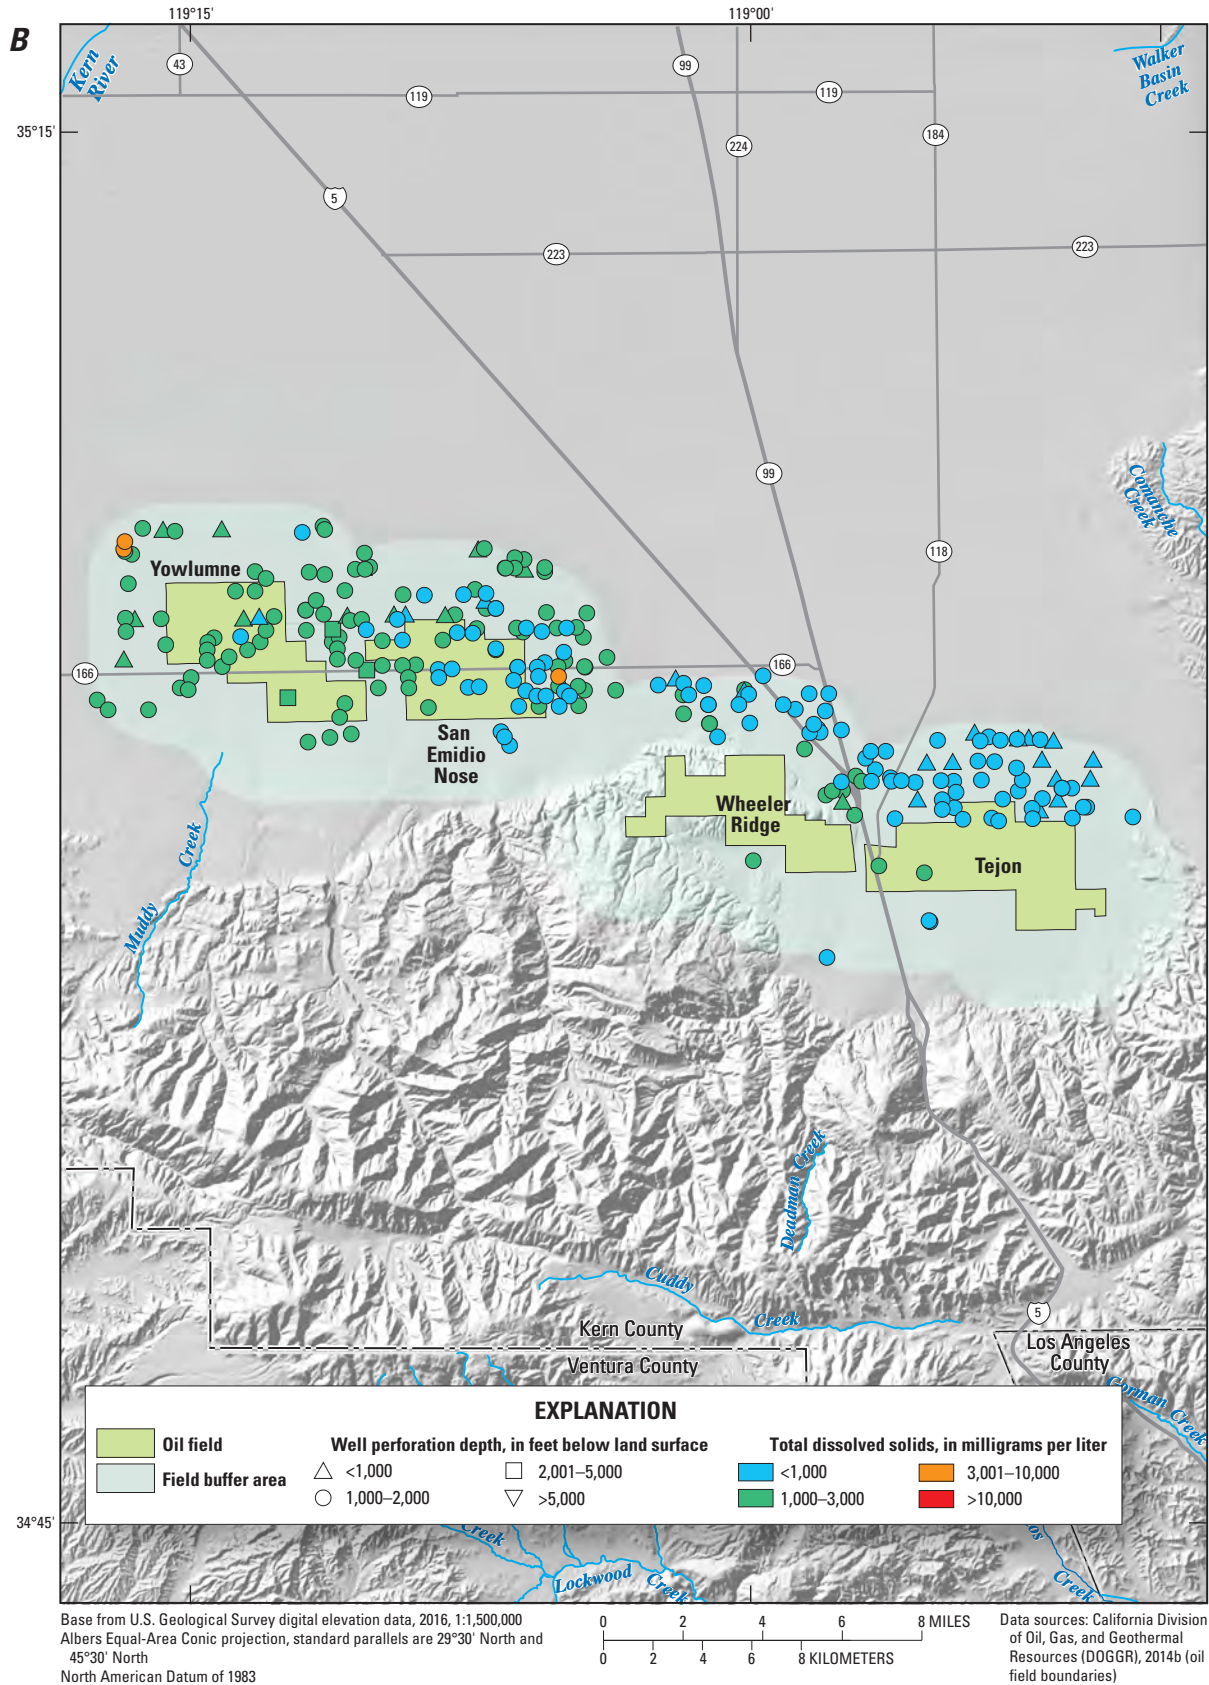 B
119°15'
119°00'
Kern
River
43
99
Walker
Basin
Creek
119
119
35°15'
184
224
5
223
223
99
Comanche
Creek
118
Yowlumne
166
166
San
Emidio
Nose
Wheeler
Ridge
Tejon
Muddy Creek
Deadman Creek
Cuddy Creek
5
Kern County
Ventura County
Los Angeles
County
Gorman Creek
EXPLANATION
Oil field
Field buffer area
Well perforation depth, in feet below land surface
<1,000
2,001–5,000
1,000–2,000
>5,000
Total dissolved solids, in milligrams per liter
<1,000
3,001–10,000
1,000–3,000
>10,000
34°45'
Creek
Lockwood Creek
os
Creek
Base from U.S. Geological Survey digital elevation data, 2016, 1:1,500,000
Albers Equal-Area Conic projection, standard parallels are 29°30' North and
45°30' North
North American Datum of 1983
0 2 4 6 8 MILES
0 2 4 6 8 KILOMETERS
Data sources: California Division
of Oil, Gas, and Geothermal
Resources (DOGGR), 2014b (oil
field boundaries)